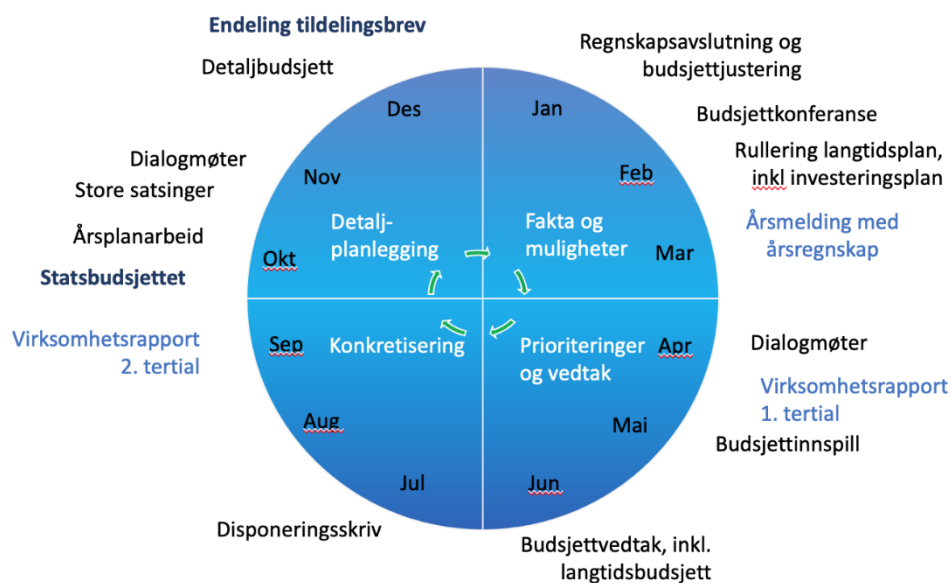 Endeling tildelingsbrev
Detaljbudsjett
Regnskapsavslutning og
budsjettjustering
Des
Jan
Budsjettkonferanse
Dialogmøter
Nov
Feb
Rullering langtidsplan,
inkl investeringsplan
Store satsinger
Årsplanarbeid
Detalj-
planlegging
Fakta og
muligheter
Årsmelding med
årsregnskap
Okt
Mar
Statsbudsjettet
Virksomhetsrapport
2. tertial
Sep
Konkretisering
Prioriteringer
og vedtak
Apr
Dialogmøter
Virksomhetsrapport
1. tertial
Aug
Mai
Budsjettinnspill
Jul
Jun
Disponeringsskriv
Budsjettvedtak, inkl.
langtidsbudsjett